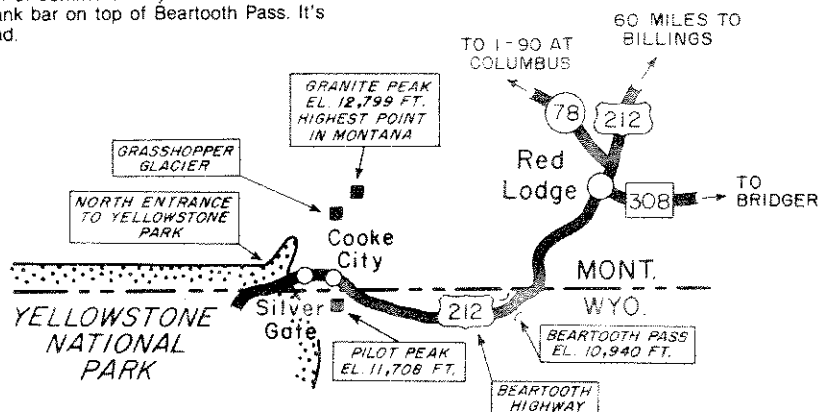 ank bar on top of Beartooth Pass. It's
ad.
60 MILES TO
BILLINGS
TO I-90 AT
COLUMBUS
GRANITE PEAK
EL. 12,799 FT.
HIGHEST POINT
IN MONTANA
78
212
GRASSHOPPER
GLACIER
Red
Lodge
308
TO
BRIDGER
NORTH ENTRANCE
TO YELLOWSTONE
PARK
Cooke
City
MONT.
WYO.
YELLOWSTONE
NATIONAL
PARK
Silver
Gate
212
PILOT PEAK
EL. 11,708 FT.
BEARTOOTH PASS
EL. 10,940 FT.
BEARTOOTH
HIGHWAY